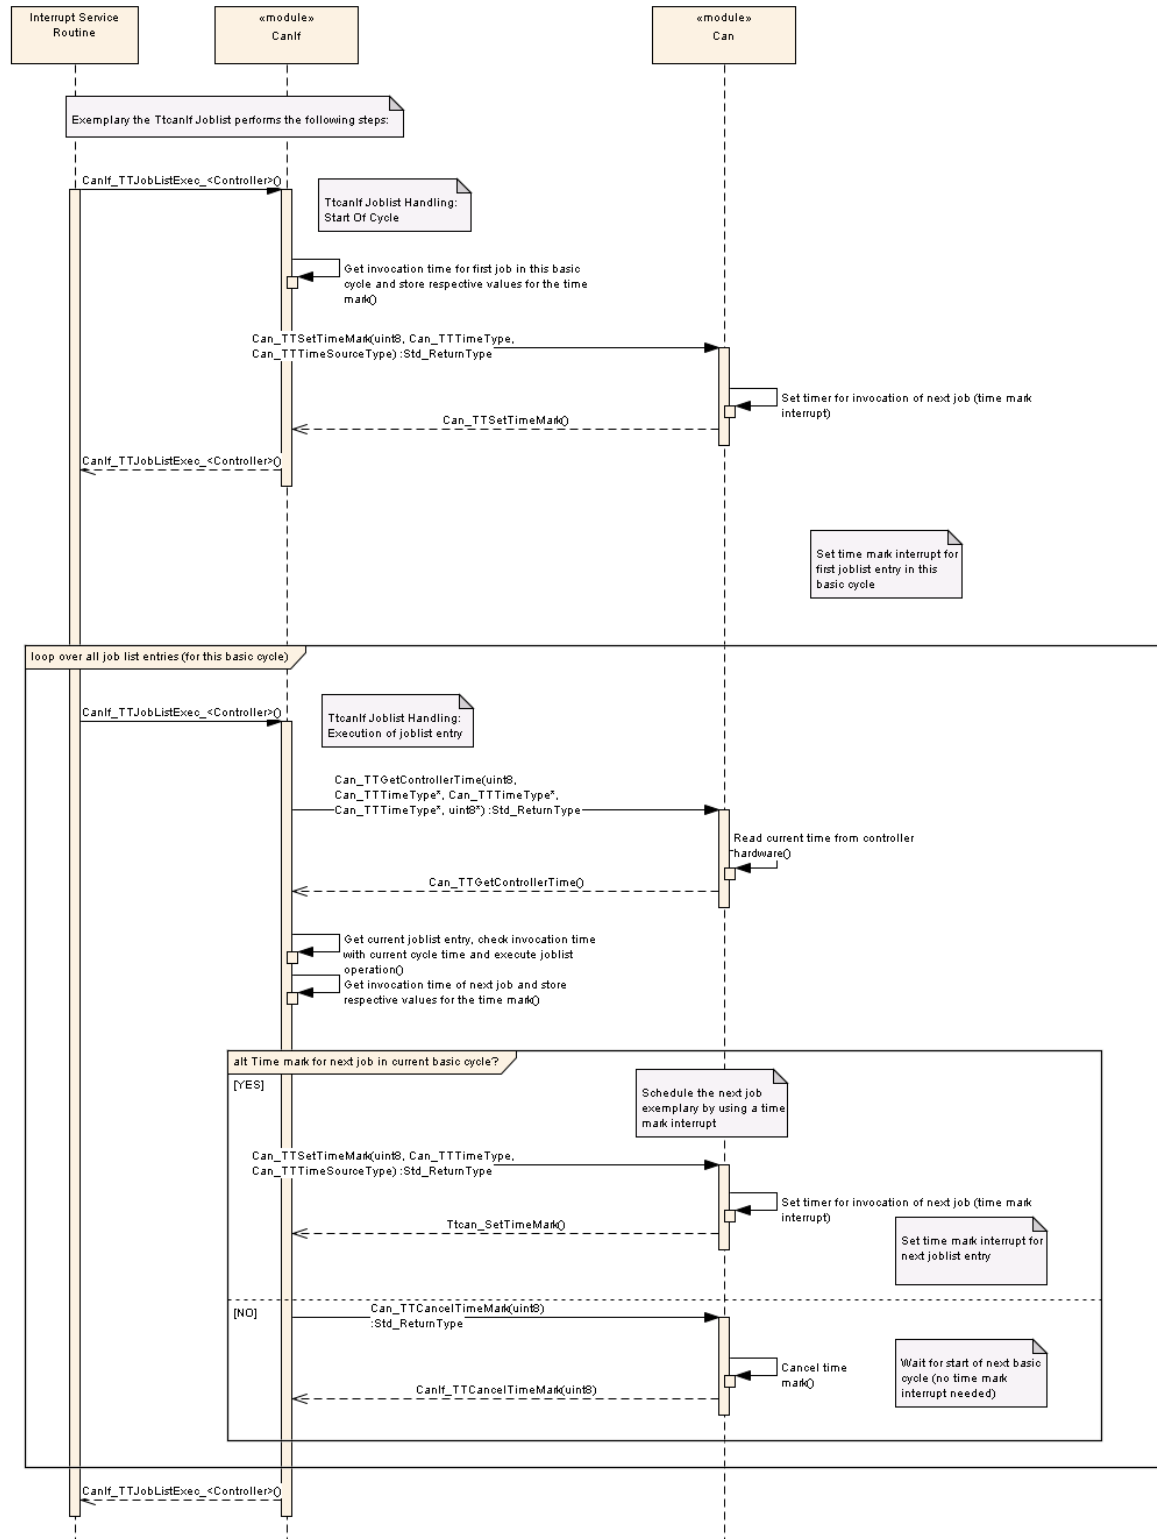 Interrupt Service
Routine
«module»
CanIf
«module»
Can
Exemplary the TtcanIf Joblist performs the following steps:
CanIf_TTJobListExec_<Controller>()
TtcanIf Joblist Handling:
Start Of Cycle
Get invocation time for first job in this basic
cycle and store respective values for the time
mark()
Can_TTSetTimeMark(uint8, Can_TTTimeType,
Can_TTTimeSourceType) :Std_ReturnType
Set timer for invocation of next job (time mark
interrupt)
Can_TTSetTimeMark()
CanIf_TTJobListExec_<Controller>()
Set time mark interrupt for
first joblist entry in this
basic cycle
loop over all job list entries (for this basic cycle)
CanIf_TTJobListExec_<Controller>()
TtcanIf Joblist Handling:
Execution of joblist entry
Can_TTGetControllerTime(uint8,
Can_TTTimeType*, Can_TTTimeType*,
Can_TTTimeType*, uint8*) :Std_ReturnType
Read current time from controller
hardware()
Can_TTGetControllerTime()
Get current joblist entry, check invocation time
with current cycle time and execute joblist
operation()
Get invocation time of next job and store
respective values for the time mark()
alt Time mark for next job in current basic cycle?
[YES]
Schedule the next job
exemplary by using a time
mark interrupt
Can_TTSetTimeMark(uint8, Can_TTTimeType,
Can_TTTimeSourceType) :Std_ReturnType
Set timer for invocation of next job (time mark
interrupt)
Ttcan_SetTimeMark()
Set time mark interrupt for
next joblist entry
[NO]
Can_TTCancelTimeMark(uint8)
:Std_ReturnType
Cancel time
mark()
Wait for start of next basic
cycle (no time mark
interrupt needed)
CanIf_TTCancelTimeMark(uint8)
CanIf_TTJobListExec_<Controller>()